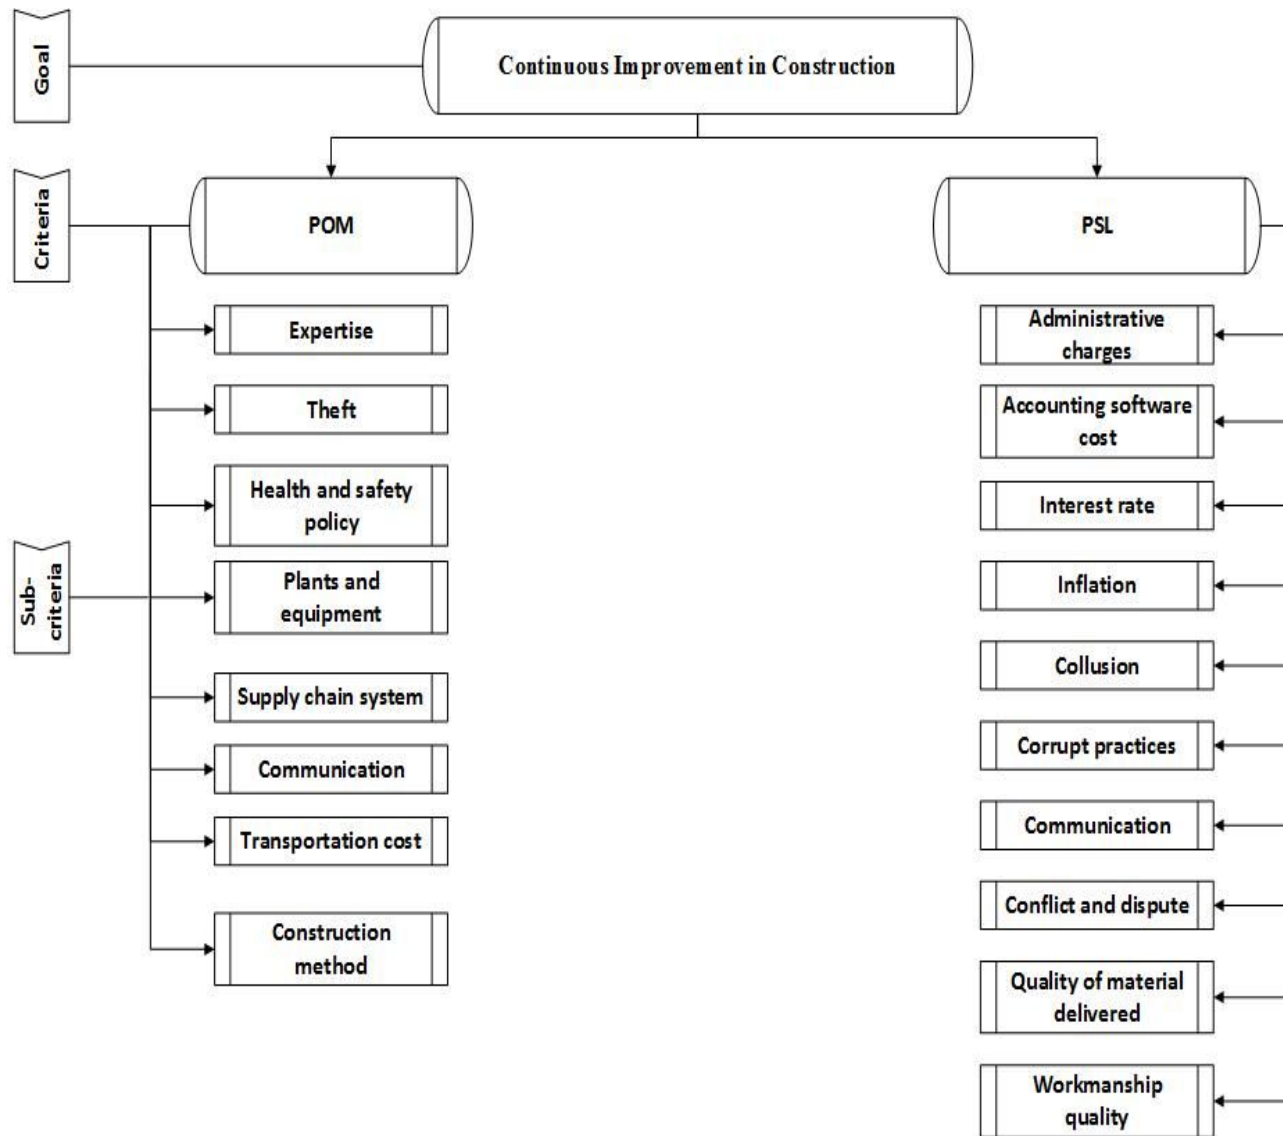 Goal
Continuous Improvement in Construction
Criteria
POM
PSL
Sub-
criteria
Expertise
Theft
Health and safety
policy
Plants and
equipment
Supply chain system
Communication
Transportation cost
Construction
method
Administrative
charges
Accounting software
cost
Interest rate
Inflation
Collusion
Corrupt practices
Communication
Conflict and dispute
Quality of material
delivered
Workmanship
quality